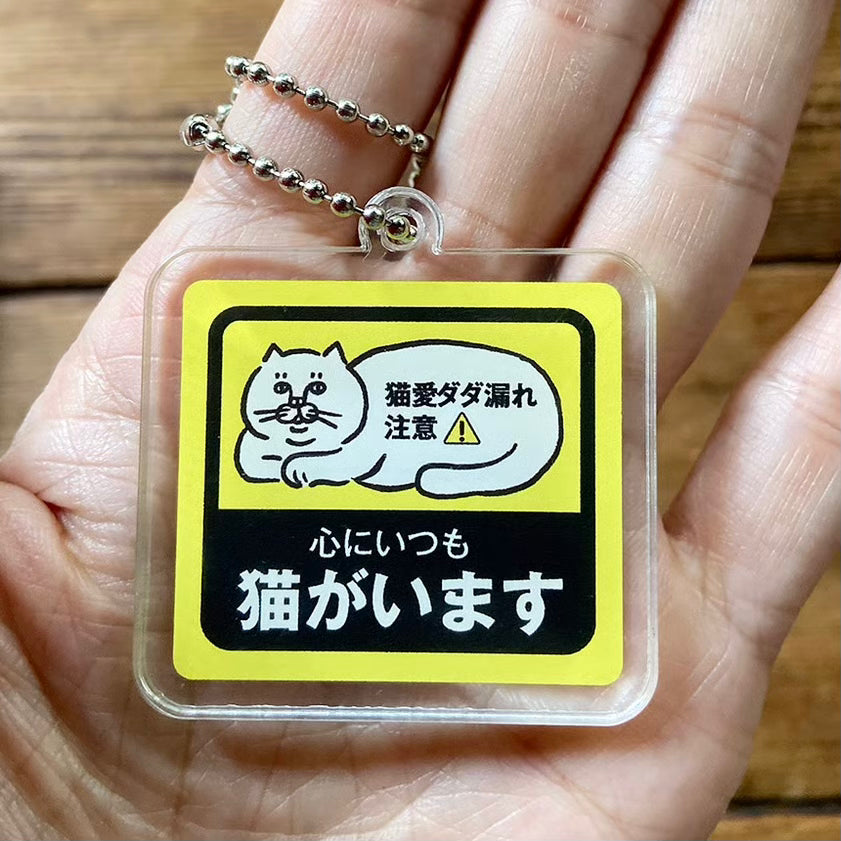 猫愛ダダ漏れ
注意
心にいつも
猫がいます